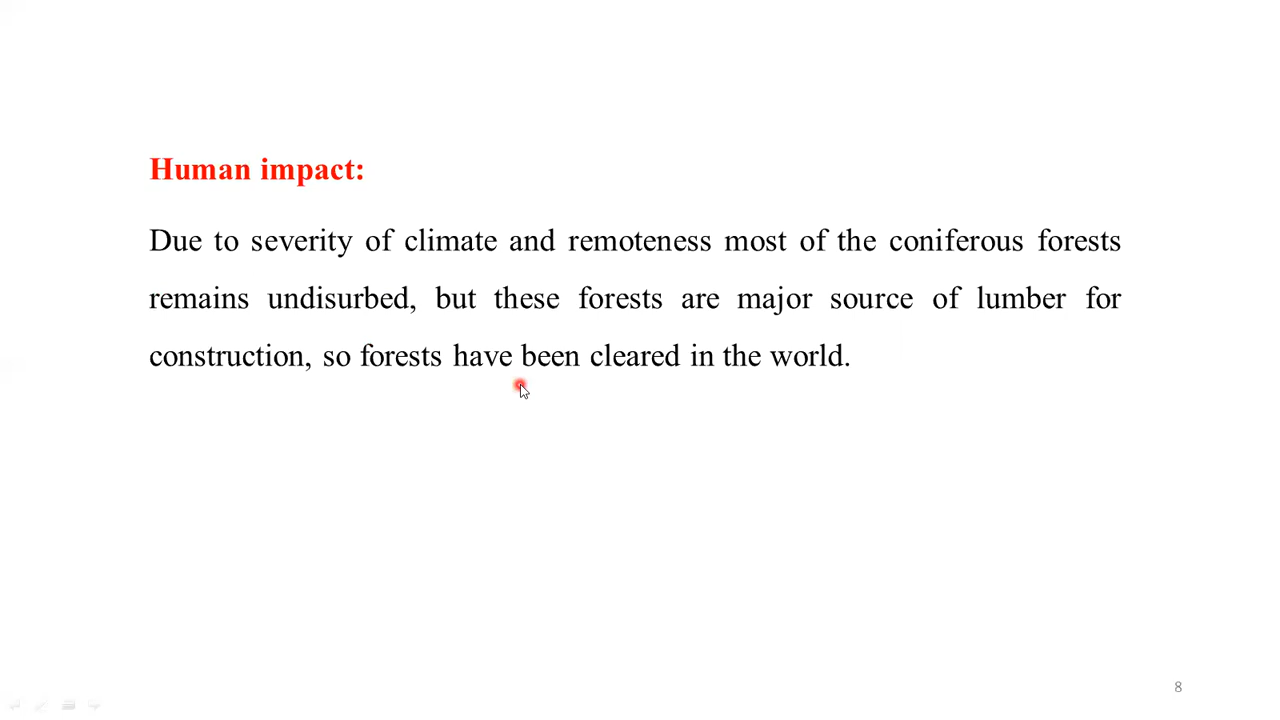 Human impact:
Due to severity of climate and remoteness most of the coniferous forests
remains undisurbed, but these forests are major source of lumber for
construction, so forests have been cleared in the world.
8